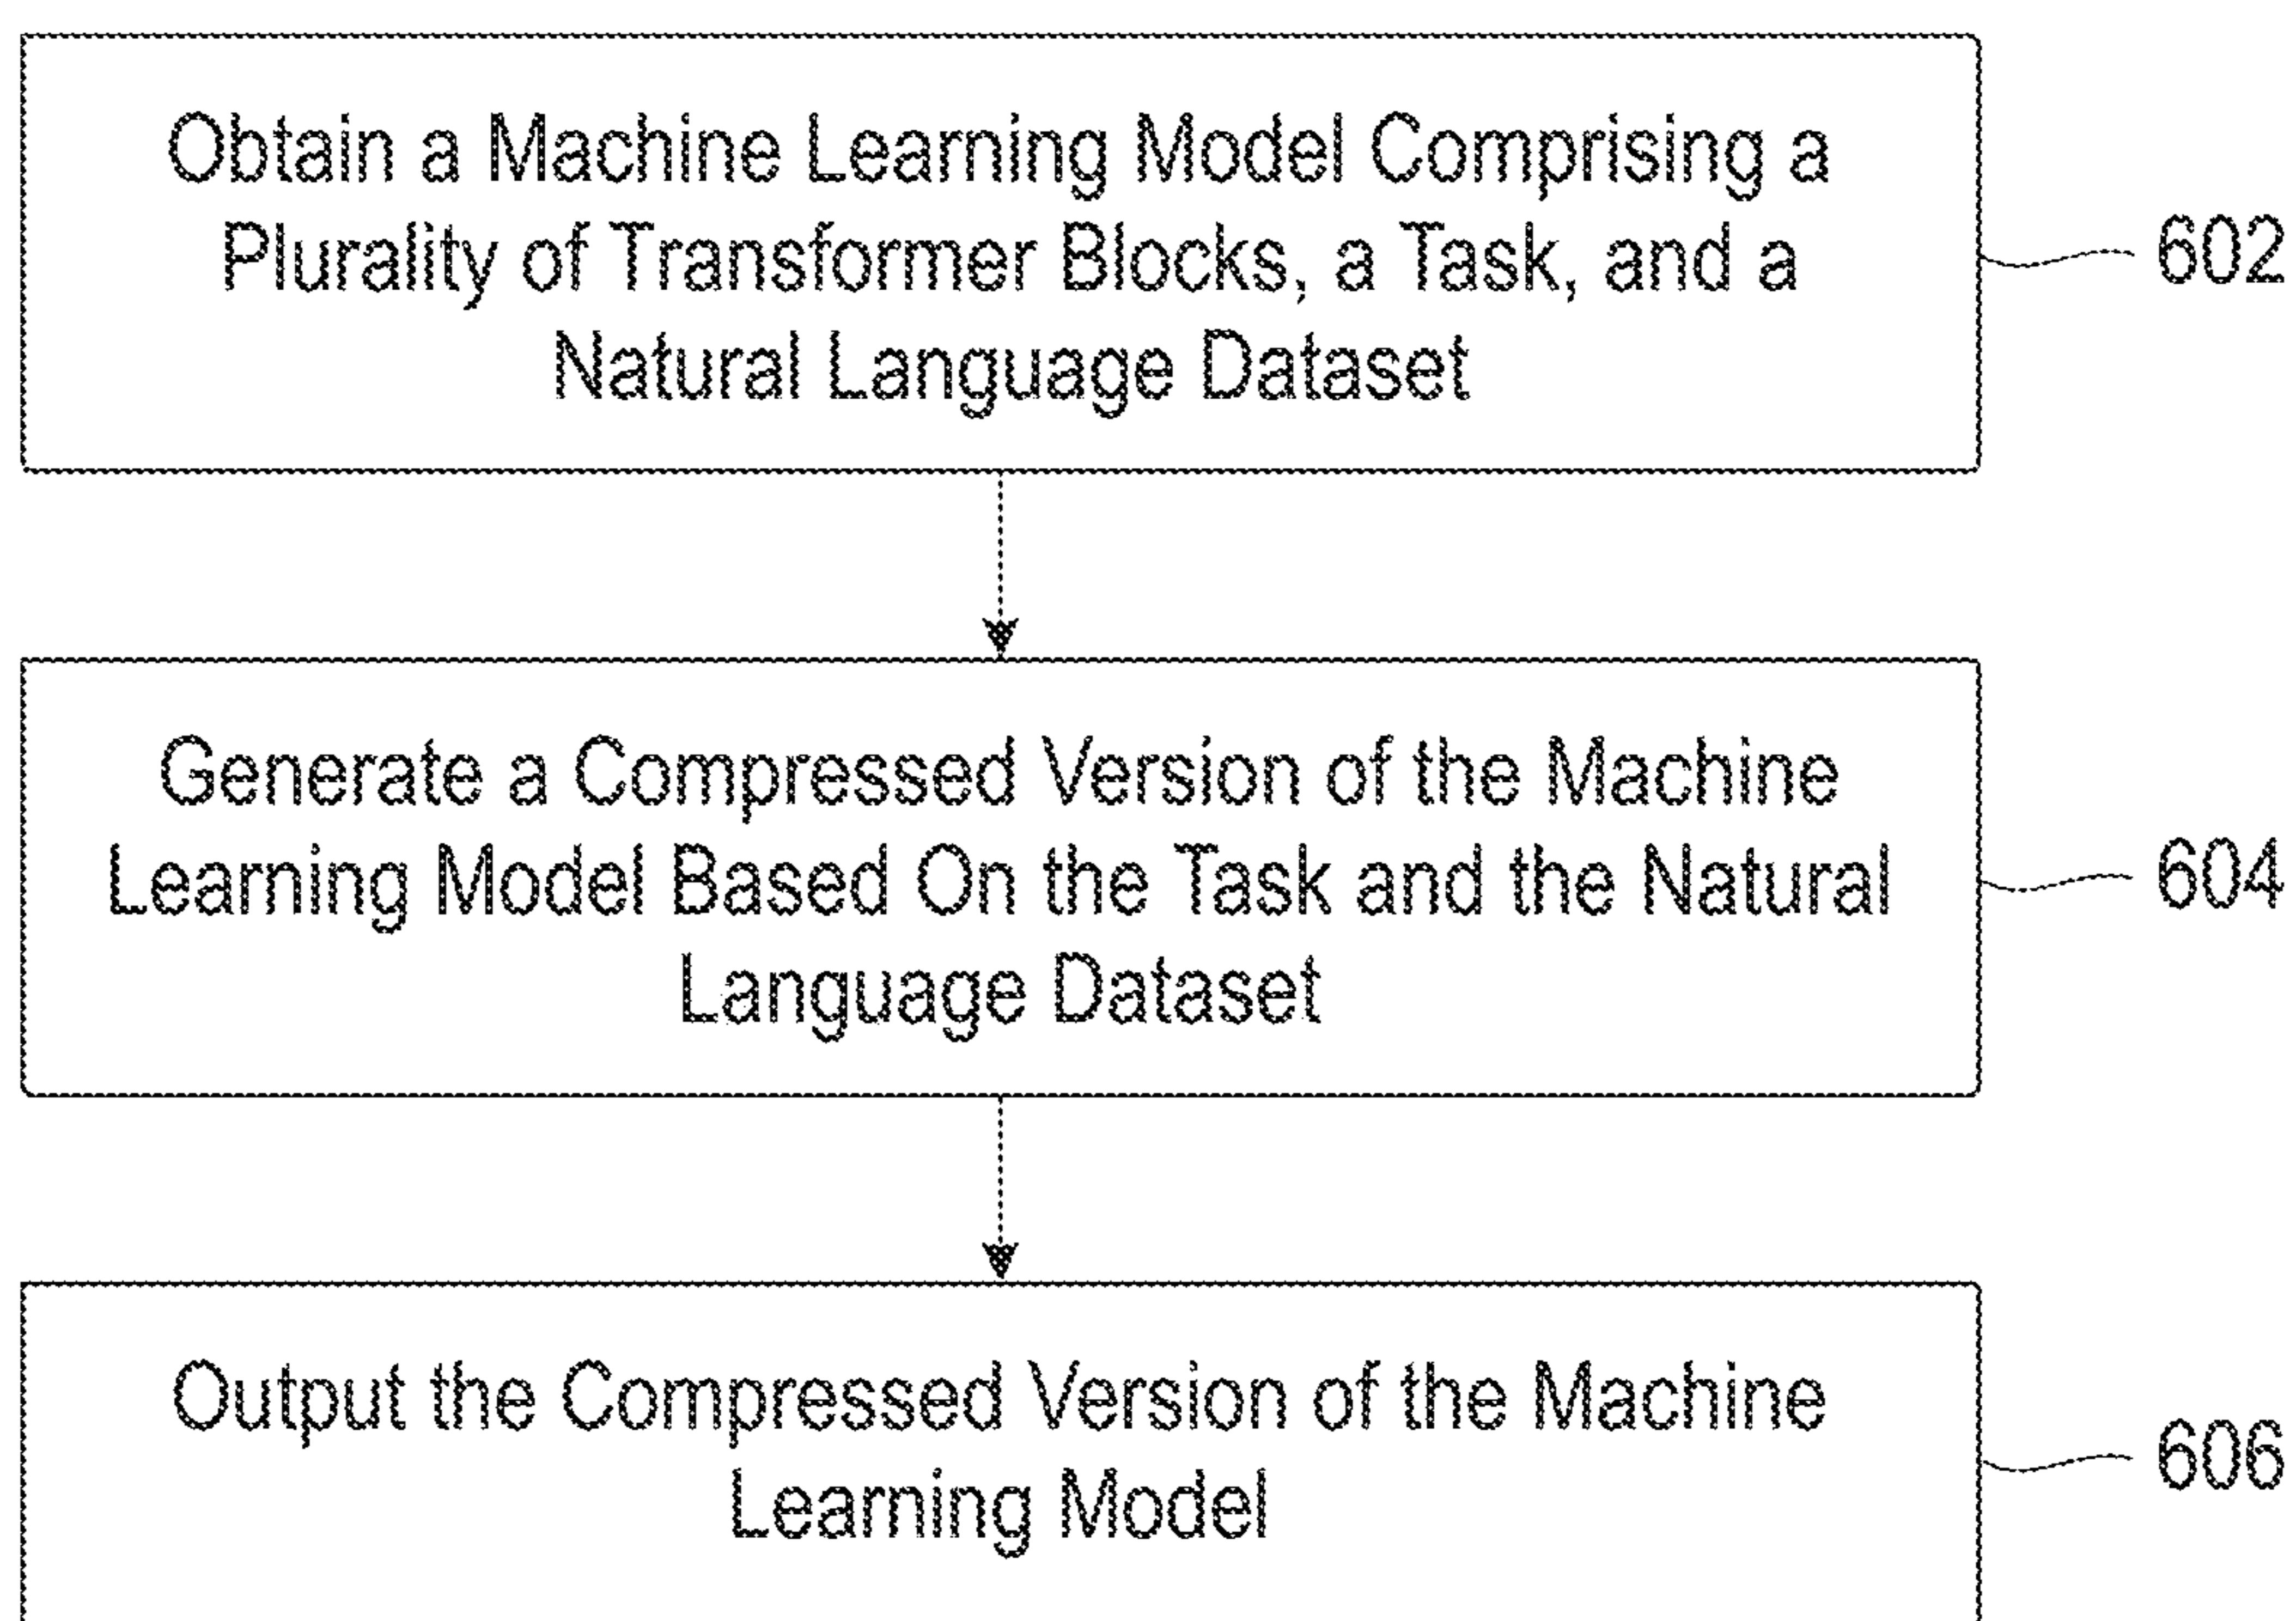 Obtain a Machine Learning Model Comprising a
Plurality of Transformer Blocks, a Task, and a
Natural Language Dataset
602
Generate a Compressed Version of the Machine
Learning Model Based On the Task and the Natural
Language Dataset
604
Output the Compressed Version of the Machine
Learning Model
606